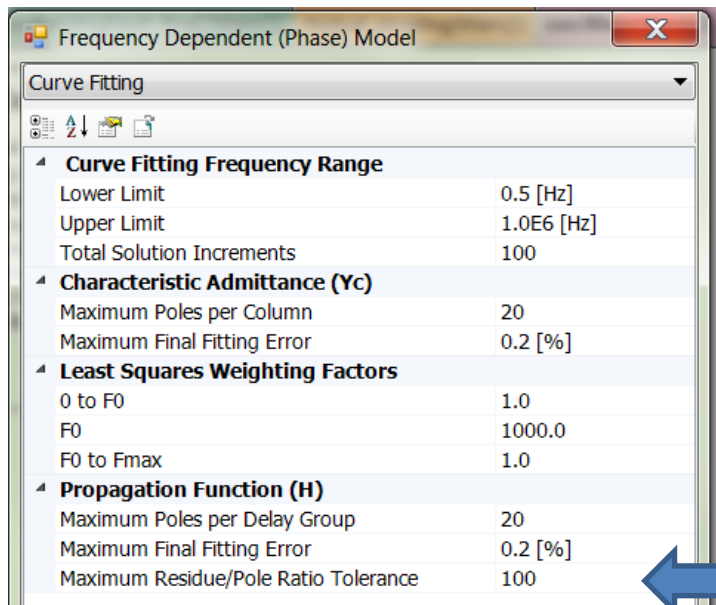 Frequency Dependent (Phase) Model
Curve Fitting
Curve Fitting Frequency Range
Lower Limit 0.5 [Hz]
Upper Limit 1.0E6 [Hz]
Total Solution Increments 100
Characteristic Admittance (Yc)
Maximum Poles per Column 20
Maximum Final Fitting Error 0.2 [%]
Least Squares Weighting Factors
0 to F0 1.0
F0 1000.0
F0 to Fmax 1.0
Propagation Function (H)
Maximum Poles per Delay Group 20
Maximum Final Fitting Error 0.2 [%]
Maximum Residue/Pole Ratio Tolerance 100